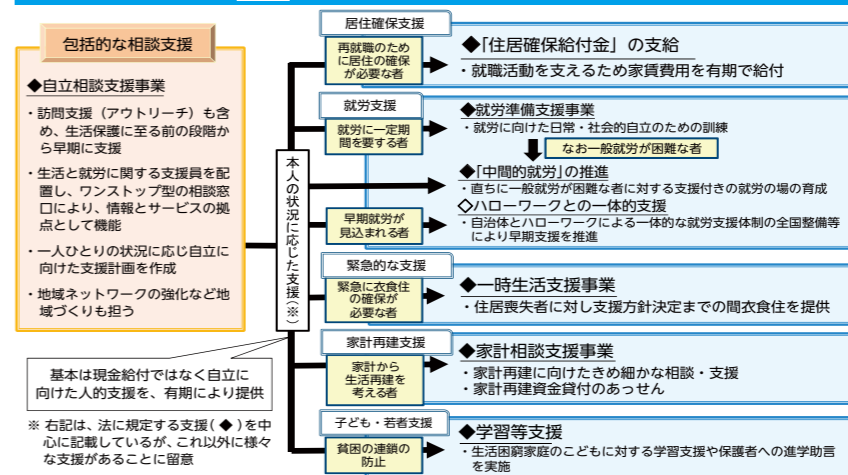 包括的な相談支援
◆自立相談支援事業
・訪問支援（アウトリーチ）も含
め、生活保護に至る前の段階か
ら早期に支援
・生活と就労に関する支援員を配
置し、ワンストップ型の相談窓
口により、情報とサービスの拠
点として機能
・一人ひとりの状況に応じ自立に
向けた支援計画を作成
・地域ネットワークの強化など地
域づくりも担う
基本は現金給付ではなく自立に
向けた人的支援を、有期により提供
※ 右記は、法に規定する支援(◆)を中
心に記載しているが、これ以外に様々
な支援があることに留意
本人の状況に応じた支援(※)
居住確保支援
再就職のため
に居住の確保
が必要な者
◆「住居確保給付金」の支給
・就職活動を支えるため家賃費用を有期で給付
就労支援
就労に一定期
間を要する者
◆就労準備支援事業
・就労に向けた日常・社会的自立のための訓練
なお一般就労が困難な者
◆「中間的就労」の推進
・直ちに一般就労が困難な者に対する支援付きの就労の場の育成
早期就労が
見込まれる者
◇ハローワークとの一体的支援
・自治体とハローワークによる一体的な就労支援体制の全国整備等
により早期支援を推進
緊急的な支援
緊急に衣食住
の確保が
必要な者
◆一時生活支援事業
・住居喪失者に対し支援方針決定までの間衣食住を提供
家計再建支援
家計から
生活再建を
考える者
◆家計相談支援事業
・家計再建に向けたきめ細かな相談・支援
・家計再建資金貸付のあっせん
子ども・若者支援
貧困の連鎖の
防止
◆学習等支援
・生活困窮家庭のこどもに対する学習支援や保護者への進学助言
を実施